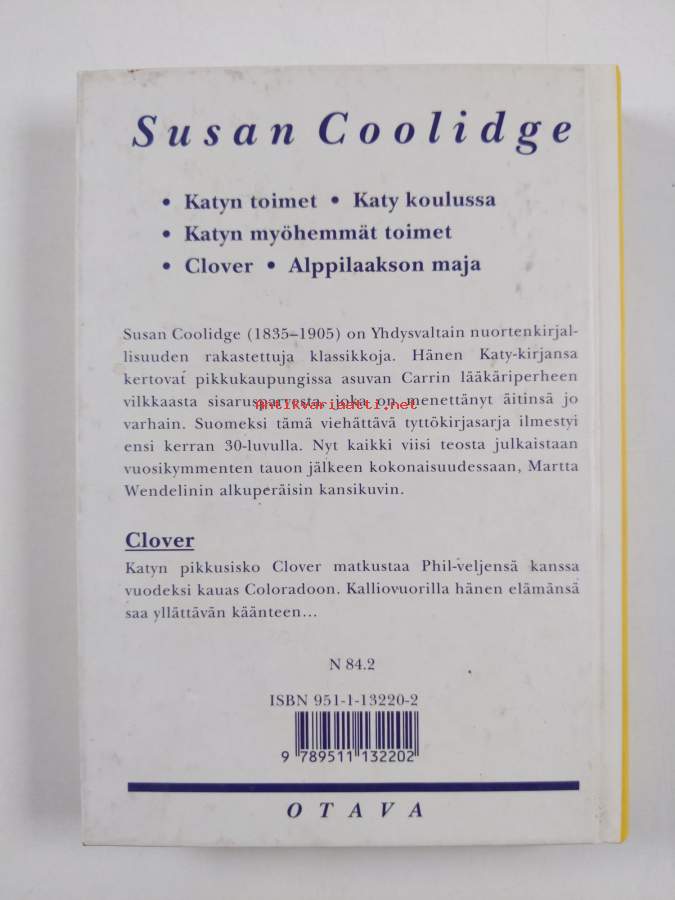 Susan Coolidge
• Katyn toimet • Katy koulussa
• Katyn myöhemmät toimet
• Clover • Alppilaakson maja
Susan Coolidge (1835–1905) on Yhdysvaltain nuortenkirjal-
lisuuden rakastettuja klassikkoja. Hänen Katy-kirjansa
kertovat pikkukaupungissa asuvan Carrin lääkäriperheen
vilkkaasta sisarusparvesta, joka on menettänyt äitinsä jo
antikvariaatti.net
varhain. Suomeksi tämä viehättävä tyttökirjasarja ilmestyi
ensi kerran 30-luvulla. Nyt kaikki viisi teosta julkaistaan
vuosikymmenten tauon jälkeen kokonaisuudessaan, Martta
Wendelinin alkuperäisin kansikuvin.
Clover
Katyn pikkusisko Clover matkustaa Phil-veljensä kanssa
vuodeksi kauas Coloradoon. Kalliovuorilla hänen elämänsä
saa yllättävän käänteen...
N 84.2
ISBN 951-1-13220-2
9 789511 132202
OTAVA